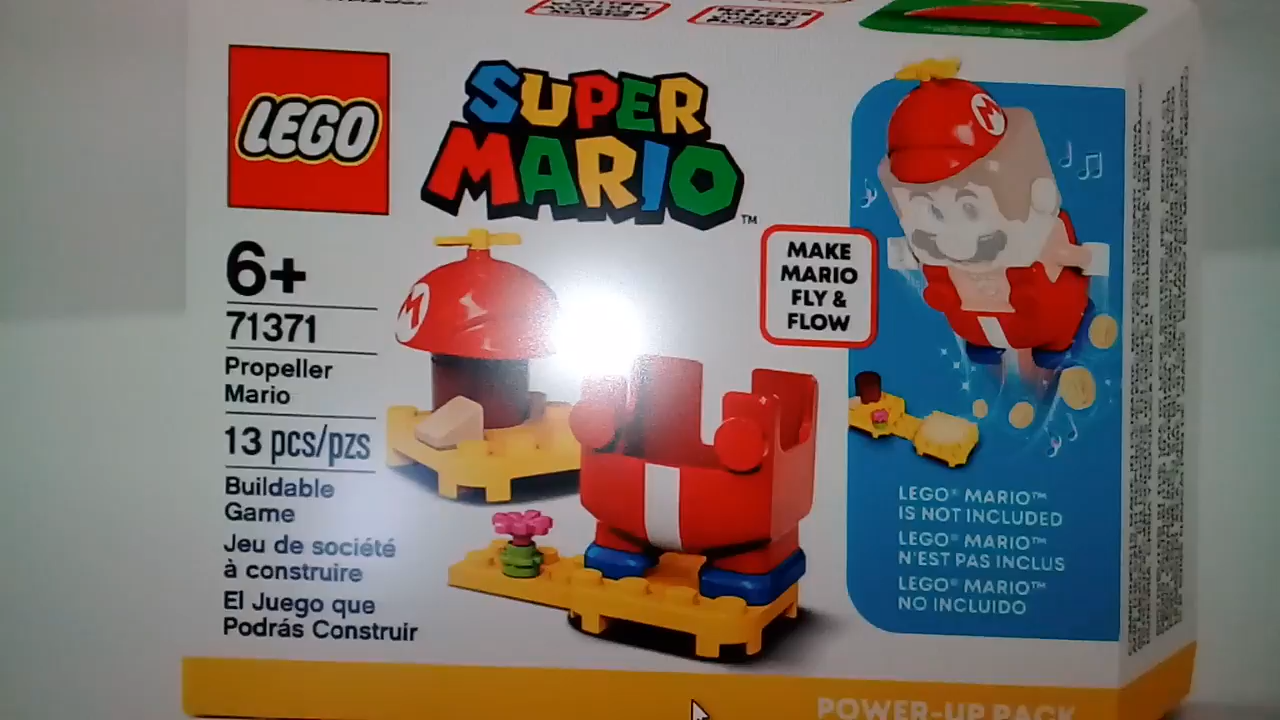 LEGO
SUPER
MARIO™
6+
71371
Propeller
Mario
13 pcs/pzs
Buildable
Game
Jeu de société
à construire
El Juego que
Podrás Construir
M
MAKE
MARIO
FLY &
FLOW
M
LEGO® MARIO™
IS NOT INCLUDED
LEGO® MARIO™
N'EST PAS INCLUS
LEGO® MARIO™
NO INCLUIDO
POWER-UP PACK